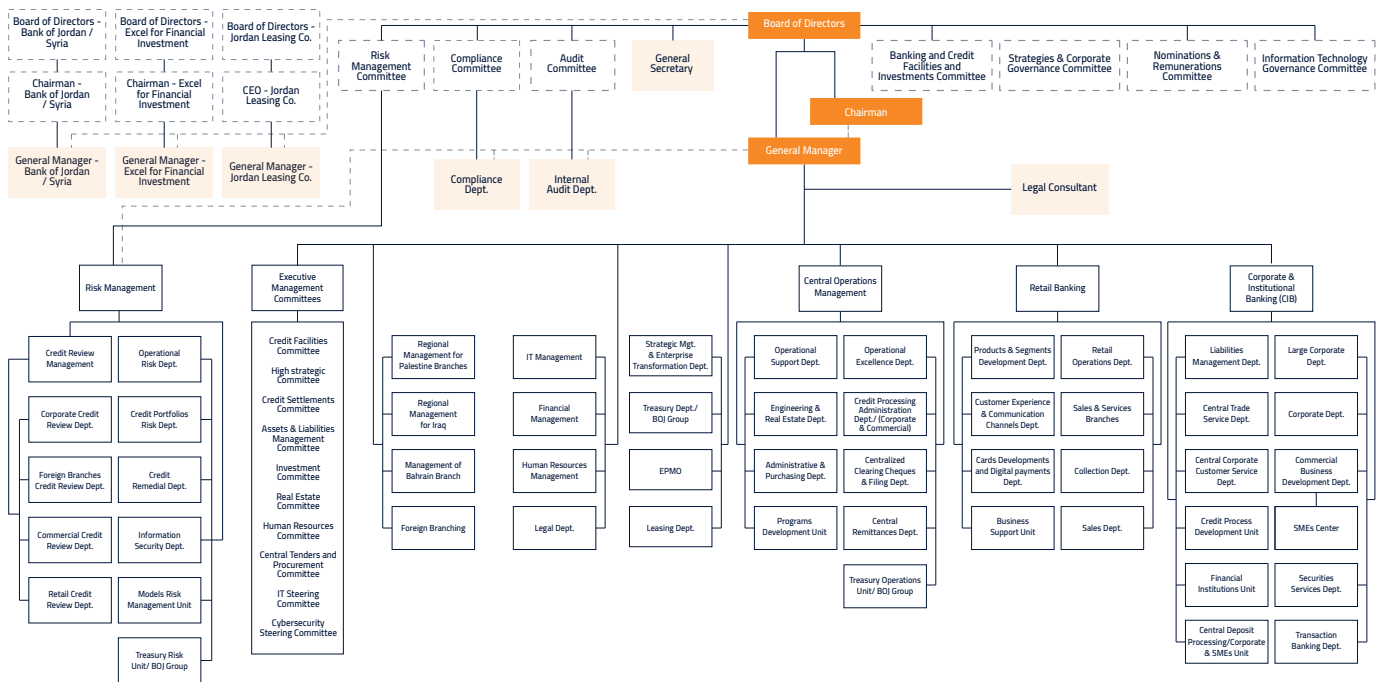 Board of Directors -
Bank of Jordan /
Syria
Board of Directors -
Excel for Financial
Investment
Board of Directors -
Jordan Leasing Co.
Board of Directors
Risk
Management
Committee
Compliance
Committee
Audit
Committee
General
Secretary
Banking and Credit
Facilities and
Investments Committee
Strategies & Corporate
Governance Committee
Nominations &
Remunerations
Committee
Information Technology
Governance Committee
Chairman -
Bank of Jordan
/ Syria
Chairman - Excel
for Financial
Investment
CEO - Jordan
Leasing Co.
Chairman
General Manager -
Bank of Jordan
/ Syria
General Manager -
Excel for Financial
Investment
General Manager -
Jordan Leasing Co.
General Manager
Compliance
Dept.
Internal
Audit Dept.
Legal Consultant
Risk Management
Executive
Management
Committees
Central Operations
Management
Retail Banking
Corporate &
Institutional
Banking (CIB)
Credit Review
Management
Operational
Risk Dept.
Corporate Credit
Review Dept.
Credit Portfolios
Risk Dept.
Foreign Branches
Credit Review Dept.
Credit
Remedial Dept.
Commercial Credit
Review Dept.
Information
Security Dept.
Retail Credit
Review Dept.
Models Risk
Management Unit
Treasury Risk
Unit/ BOJ Group
Credit Facilities
Committee
High strategic
Committee
Credit Settlements
Committee
Assets & Liabilities
Management
Committee
Investment
Committee
Real Estate
Committee
Human Resources
Committee
Central Tenders and
Procurement
Committee
IT Steering
Committee
Cybersecurity
Steering Committee
Regional
Management for
Palestine Branches
Regional
Management
for Iraq
Management of
Bahrain Branch
Foreign Branching
IT Management
Financial
Management
Human Resources
Management
Legal Dept.
Strategic Mgt.
& Enterprise
Transformation Dept.
Treasury Dept./
BOJ Group
EPMO
Leasing Dept.
Operational
Support Dept.
Operational
Excellence Dept.
Engineering &
Real Estate Dept.
Credit Processing
Administration
Dept./ (Corporate
& Commercial)
Administrative &
Purchasing Dept.
Centralized
Clearing Cheques
& Filing Dept.
Programs
Development Unit
Central
Remittances Dept.
Treasury Operations
Unit/ BOJ Group
Products & Segments
Development Dept.
Retail
Operations Dept.
Customer Experience
& Communication
Channels Dept.
Sales & Services
Branches
Cards Developments
and Digital payments
Dept.
Collection Dept.
Business
Support Unit
Sales Dept.
Liabilities
Management Dept.
Large Corporate
Dept.
Central Trade
Service Dept.
Corporate Dept.
Central Corporate
Customer Service
Dept.
Commercial
Business
Development Dept.
Credit Process
Development Unit
SMEs Center
Financial
Institutions Unit
Securities
Services Dept.
Central Deposit
Processing/Corporate
& SMEs Unit
Transaction
Banking Dept.